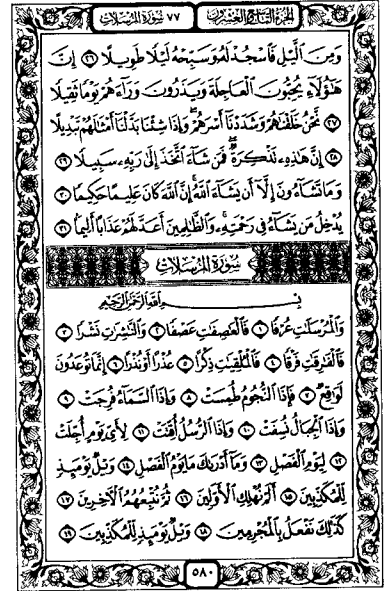 الجزء التاسع والعشرون ٧٧ سورة المرسلات
وَمِنَ ٱلَّيۡلِ فَٱسۡجُدۡ لَهُۥ وَسَبِّحۡهُ لَيۡلٗا طَوِيلًا ٢٦ إِنَّ
هَٰٓؤُلَآءِ يُحِبُّونَ ٱلۡعَاجِلَةَ وَيَذَرُونَ وَرَآءَهُمۡ يَوۡمٗا ثَقِيلٗا
٢٧ نَّحۡنُ خَلَقۡنَٰهُمۡ وَشَدَدۡنَآ أَسۡرَهُمۡۖ وَإِذَا شِئۡنَا بَدَّلۡنَآ أَمۡثَٰلَهُمۡ تَبۡدِيلًا
٢٨ إِنَّ هَٰذِهِۦ تَذۡكِرَةٞۖ فَمَن شَآءَ ٱتَّخَذَ إِلَىٰ رَبِّهِۦ سَبِيلٗا ٢٩
وَمَا تَشَآءُونَ إِلَّآ أَن يَشَآءَ ٱللَّهُۚ إِنَّ ٱللَّهَ كَانَ عَلِيمًا حَكِيمٗا ٣٠
يُدۡخِلُ مَن يَشَآءُ فِي رَحۡمَتِهِۦۚ وَٱلظَّٰلِمِينَ أَعَدَّ لَهُمۡ عَذَابًا أَلِيمَۢا ٣١
سورة المرسلات
بِسۡمِ ٱللَّهِ ٱلرَّحۡمَٰنِ ٱلرَّحِيمِ
وَٱلۡمُرۡسَلَٰتِ عُرۡفٗا ١ فَٱلۡعَٰصِفَٰتِ عَصۡفٗا ٢ وَٱلنَّٰشِرَٰتِ نَشۡرٗا ٣
فَٱلۡفَٰرِقَٰتِ فَرۡقٗا ٤ فَٱلۡمُلۡقِيَٰتِ ذِكۡرًا ٥ عُذۡرًا أَوۡ نُذۡرًا ٦ إِنَّمَا تُوعَدُونَ
لَوَٰقِعٞ ٧ فَإِذَا ٱلنُّجُومُ طُمِسَتۡ ٨ وَإِذَا ٱلسَّمَآءُ فُرِجَتۡ ٩
وَإِذَا ٱلۡجِبَالُ نُسِفَتۡ ١٠ وَإِذَا ٱلرُّسُلُ أُقِّتَتۡ ١١ لِأَيِّ يَوۡمٍ أُجِّلَتۡ
١٢ لِيَوۡمِ ٱلۡفَصۡلِ ١٣ وَمَآ أَدۡرَىٰكَ مَا يَوۡمُ ٱلۡفَصۡلِ ١٤ وَيۡلٞ يَوۡمَئِذٖ
لِّلۡمُكَذِّبِينَ ١٥ أَلَمۡ نُهۡلِكِ ٱلۡأَوَّلِينَ ١٦ ثُمَّ نُتۡبِعُهُمُ ٱلۡأٓخِرِينَ ١٧
كَذَٰلِكَ نَفۡعَلُ بِٱلۡمُجۡرِمِينَ ١٨ وَيۡلٞ يَوۡمَئِذٖ لِّلۡمُكَذِّبِينَ ١٩
٥٨٠